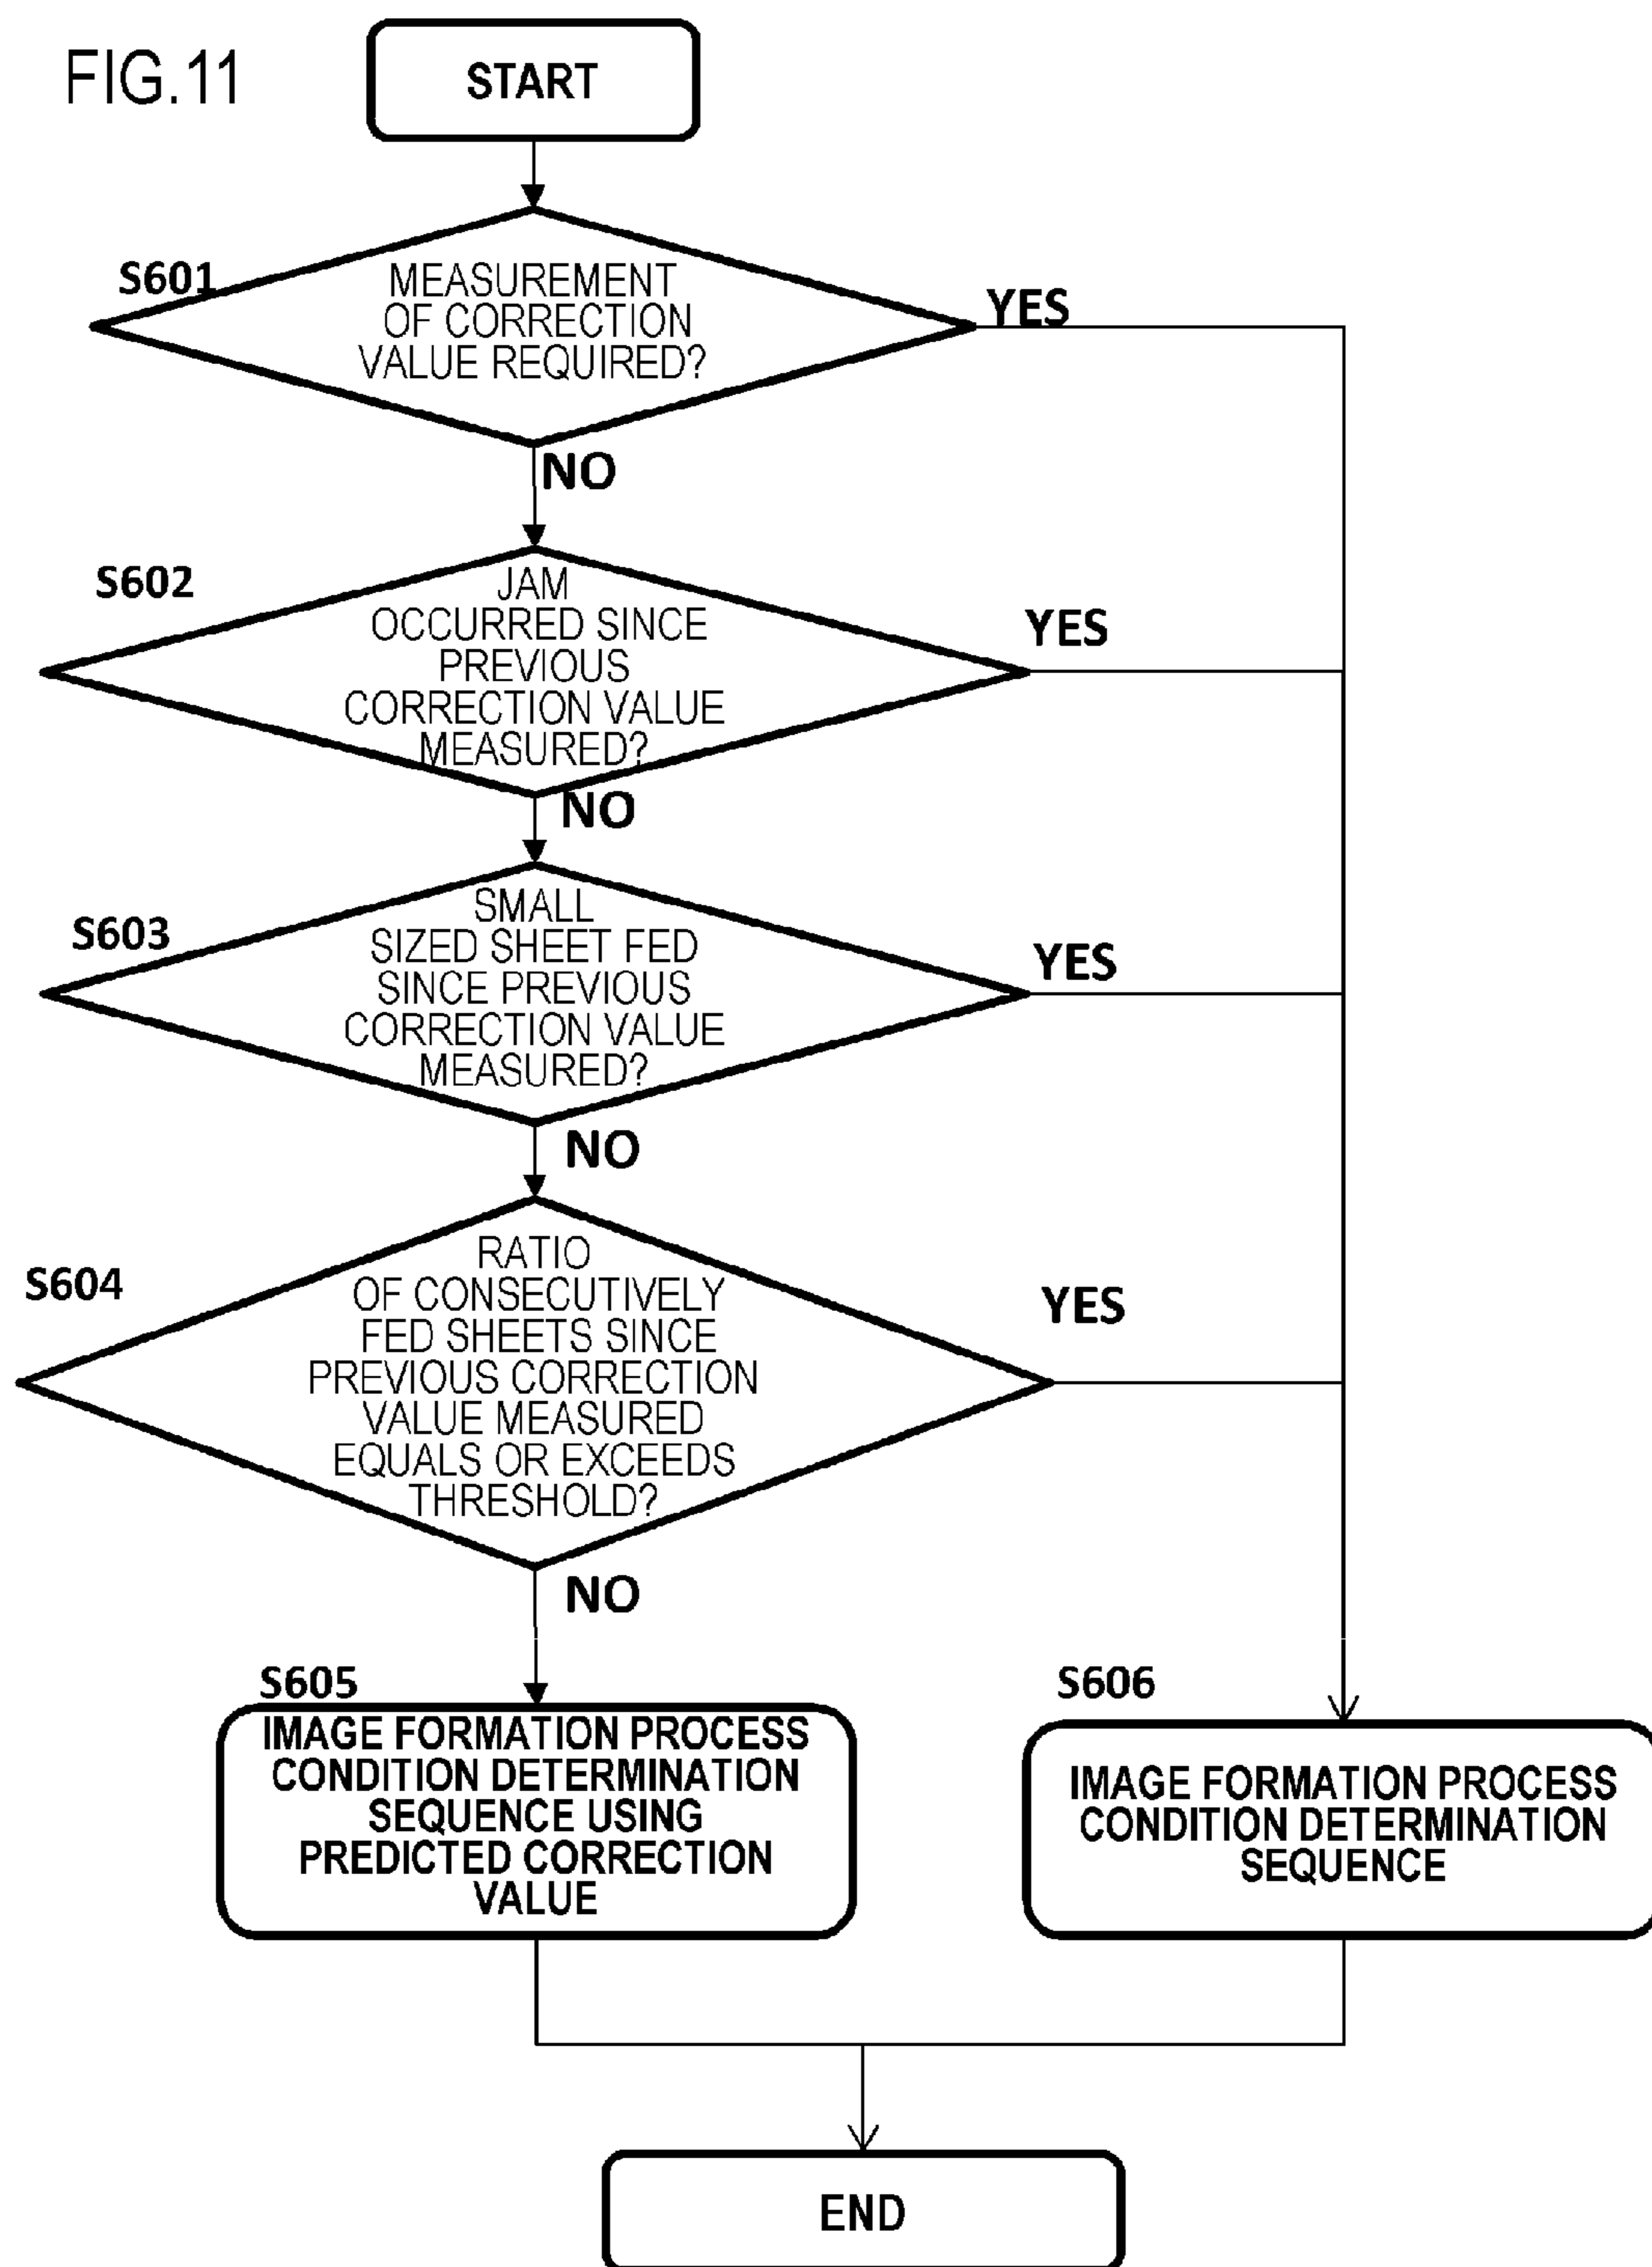 FIG.11
START
S601
MEASUREMENT
OF CORRECTION
VALUE REQUIRED?
YES
NO
S602
JAM
OCCURRED SINCE
PREVIOUS
CORRECTION VALUE
MEASURED?
YES
NO
S603
SMALL
SIZED SHEET FED
SINCE PREVIOUS
CORRECTION VALUE
MEASURED?
YES
NO
S604
RATIO
OF CONSECUTIVELY
FED SHEETS SINCE
PREVIOUS CORRECTION
VALUE MEASURED
EQUALS OR EXCEEDS
THRESHOLD?
YES
NO
S605
IMAGE FORMATION PROCESS
CONDITION DETERMINATION
SEQUENCE USING
PREDICTED CORRECTION
VALUE
S606
IMAGE FORMATION PROCESS
CONDITION DETERMINATION
SEQUENCE
END